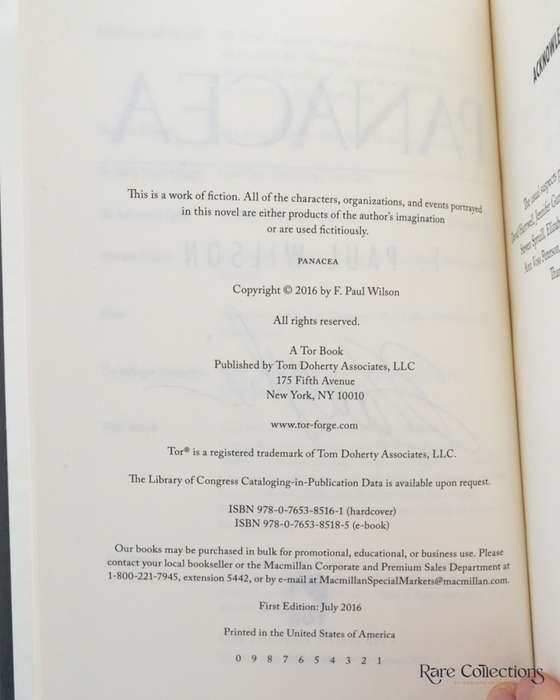 This is a work of fiction. All of the characters, organizations, and events portrayed
in this novel are either products of the author's imagination
or are used fictitiously.
PANACEA
Copyright © 2016 by F. Paul Wilson
All rights reserved.
A Tor Book
Published by Tom Doherty Associates, LLC
175 Fifth Avenue
New York, NY 10010
www.tor-forge.com
Tor® is a registered trademark of Tom Doherty Associates, LLC.
The Library of Congress Cataloging-in-Publication Data is available upon request.
ISBN 978-0-7653-8516-1 (hardcover)
ISBN 978-0-7653-8518-5 (e-book)
Our books may be purchased in bulk for promotional, educational, or business use. Please
contact your local bookseller or the Macmillan Corporate and Premium Sales Department at
1-800-221-7945, extension 5442, or by e-mail at MacmillanSpecialMarkets@macmillan.com.
First Edition: July 2016
Printed in the United States of America
0 9 8 7 6 5 4 3 2 1
The usual suspects
Steven Spruill,
Rare Collections